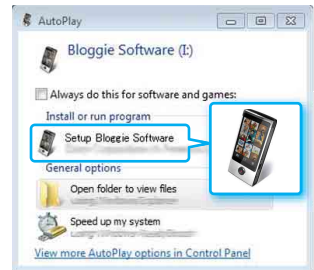 AutoPlay
Bloggie Software (I:)
Always do this for software and games:
Install or run program
Setup Bloggie Software
General options
Open folder to view files
Speed up my system
View more AutoPlay options in Control Panel